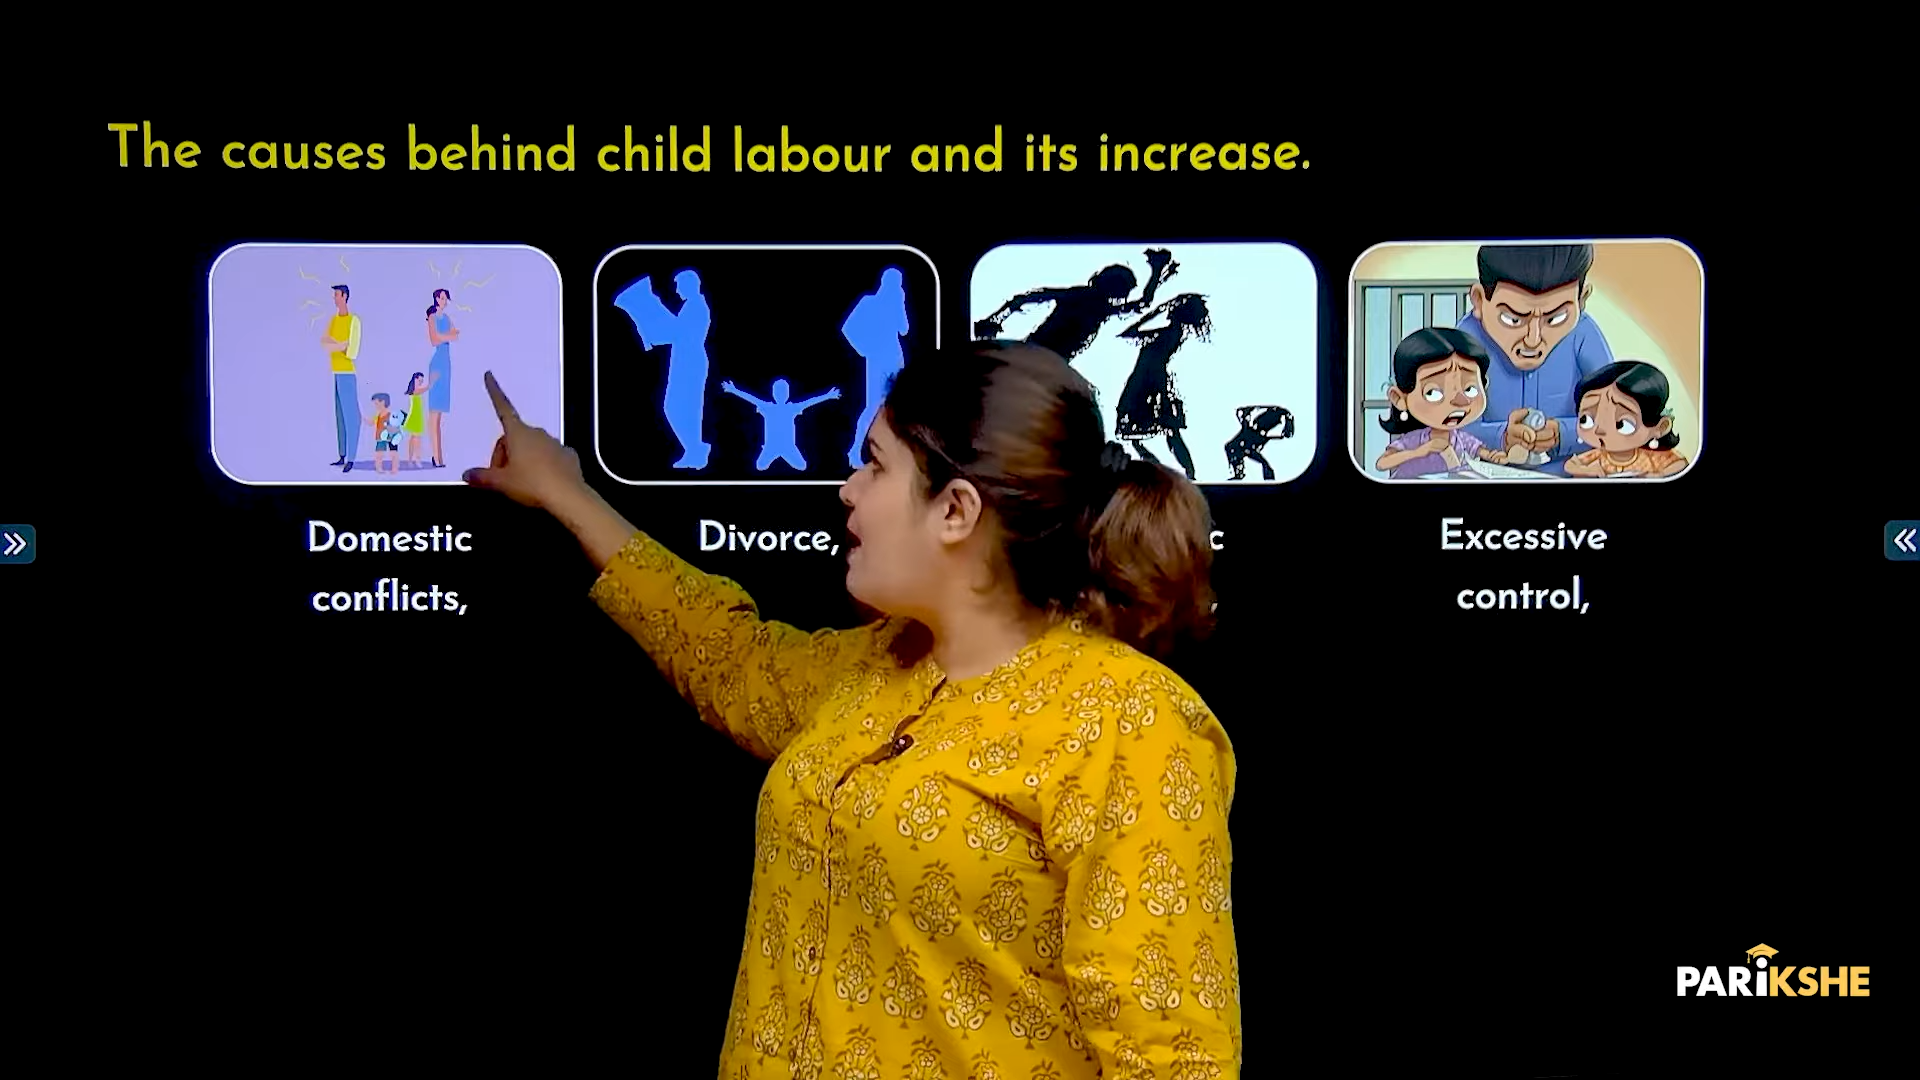 The causes behind child labour and its increase.
Domestic
conflicts,
Divorce,
Excessive
control,
PARiKSHE